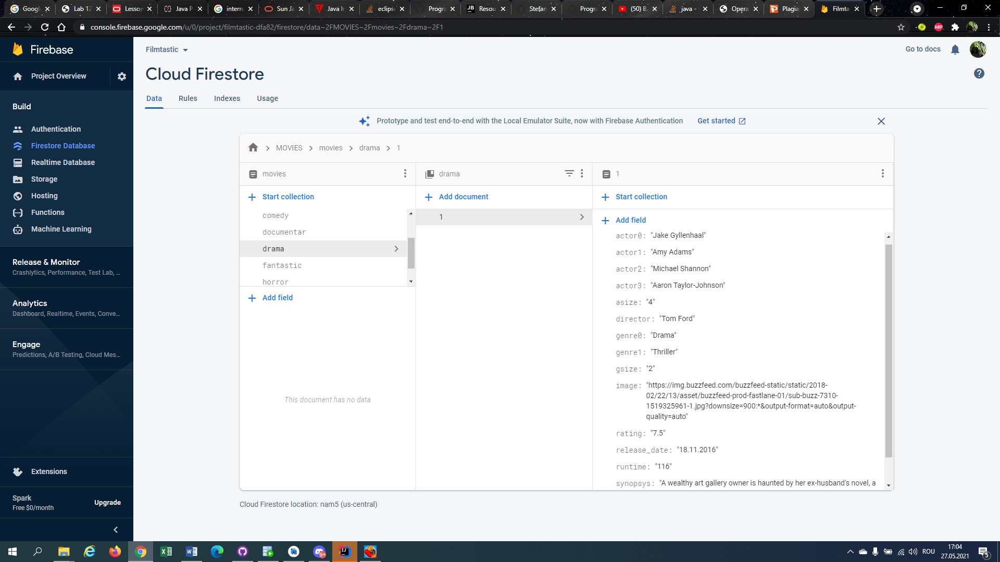 Googl
Lab 12
Lesson
Java P
intern
Sun Ja
Java In
eclipse
Progra
Resou
Stefan
Progra
(50) B
java -
Opera
Plagia
Filmta
console.firebase.google.com/u/0/project/filmtastic-dfa82/firestore/data~2FMOVIES~2Fmovies~2Fdrama~2F1
ABP
Firebase
Filmtastic
Go to docs
Project Overview
Cloud Firestore
Data
Rules
Indexes
Usage
Build
Prototype and test end-to-end with the Local Emulator Suite, now with Firebase Authentication
Get started
Authentication
Firestore Database
Realtime Database
Storage
Hosting
Functions
Machine Learning
Release & Monitor
Crashlytics, Performance, Test Lab, ...
Analytics
Dashboard, Realtime, Events, Conve...
Engage
Predictions, A/B Testing, Cloud Mes...
Extensions
Spark
Free $0/month
Upgrade
MOVIES > movies > drama > 1
movies
Start collection
comedy
documentar
drama
fantastic
horror
Add field
This document has no data
drama
Add document
1
1
Start collection
Add field
actor0: "Jake Gyllenhaal"
actor1: "Amy Adams"
actor2: "Michael Shannon"
actor3: "Aaron Taylor-Johnson"
asize: "4"
director: "Tom Ford"
genre0: "Drama"
genre1: "Thriller"
gsize: "2"
image: "https://img.buzzfeed.com/buzzfeed-static/static/2018-
02/22/13/asset/buzzfeed-prod-fastlane-01/sub-buzz-7310-
1519325961-1.jpg?downsize=900:*&output-format=auto&output-
quality=auto"
rating: "7.5"
release_date: "18.11.2016"
runtime: "116"
synopsys: "A wealthy art gallery owner is haunted by her ex-husband's novel, a
Cloud Firestore location: nam5 (us-central)
9+
ROU
17:04
27.05.2021
5